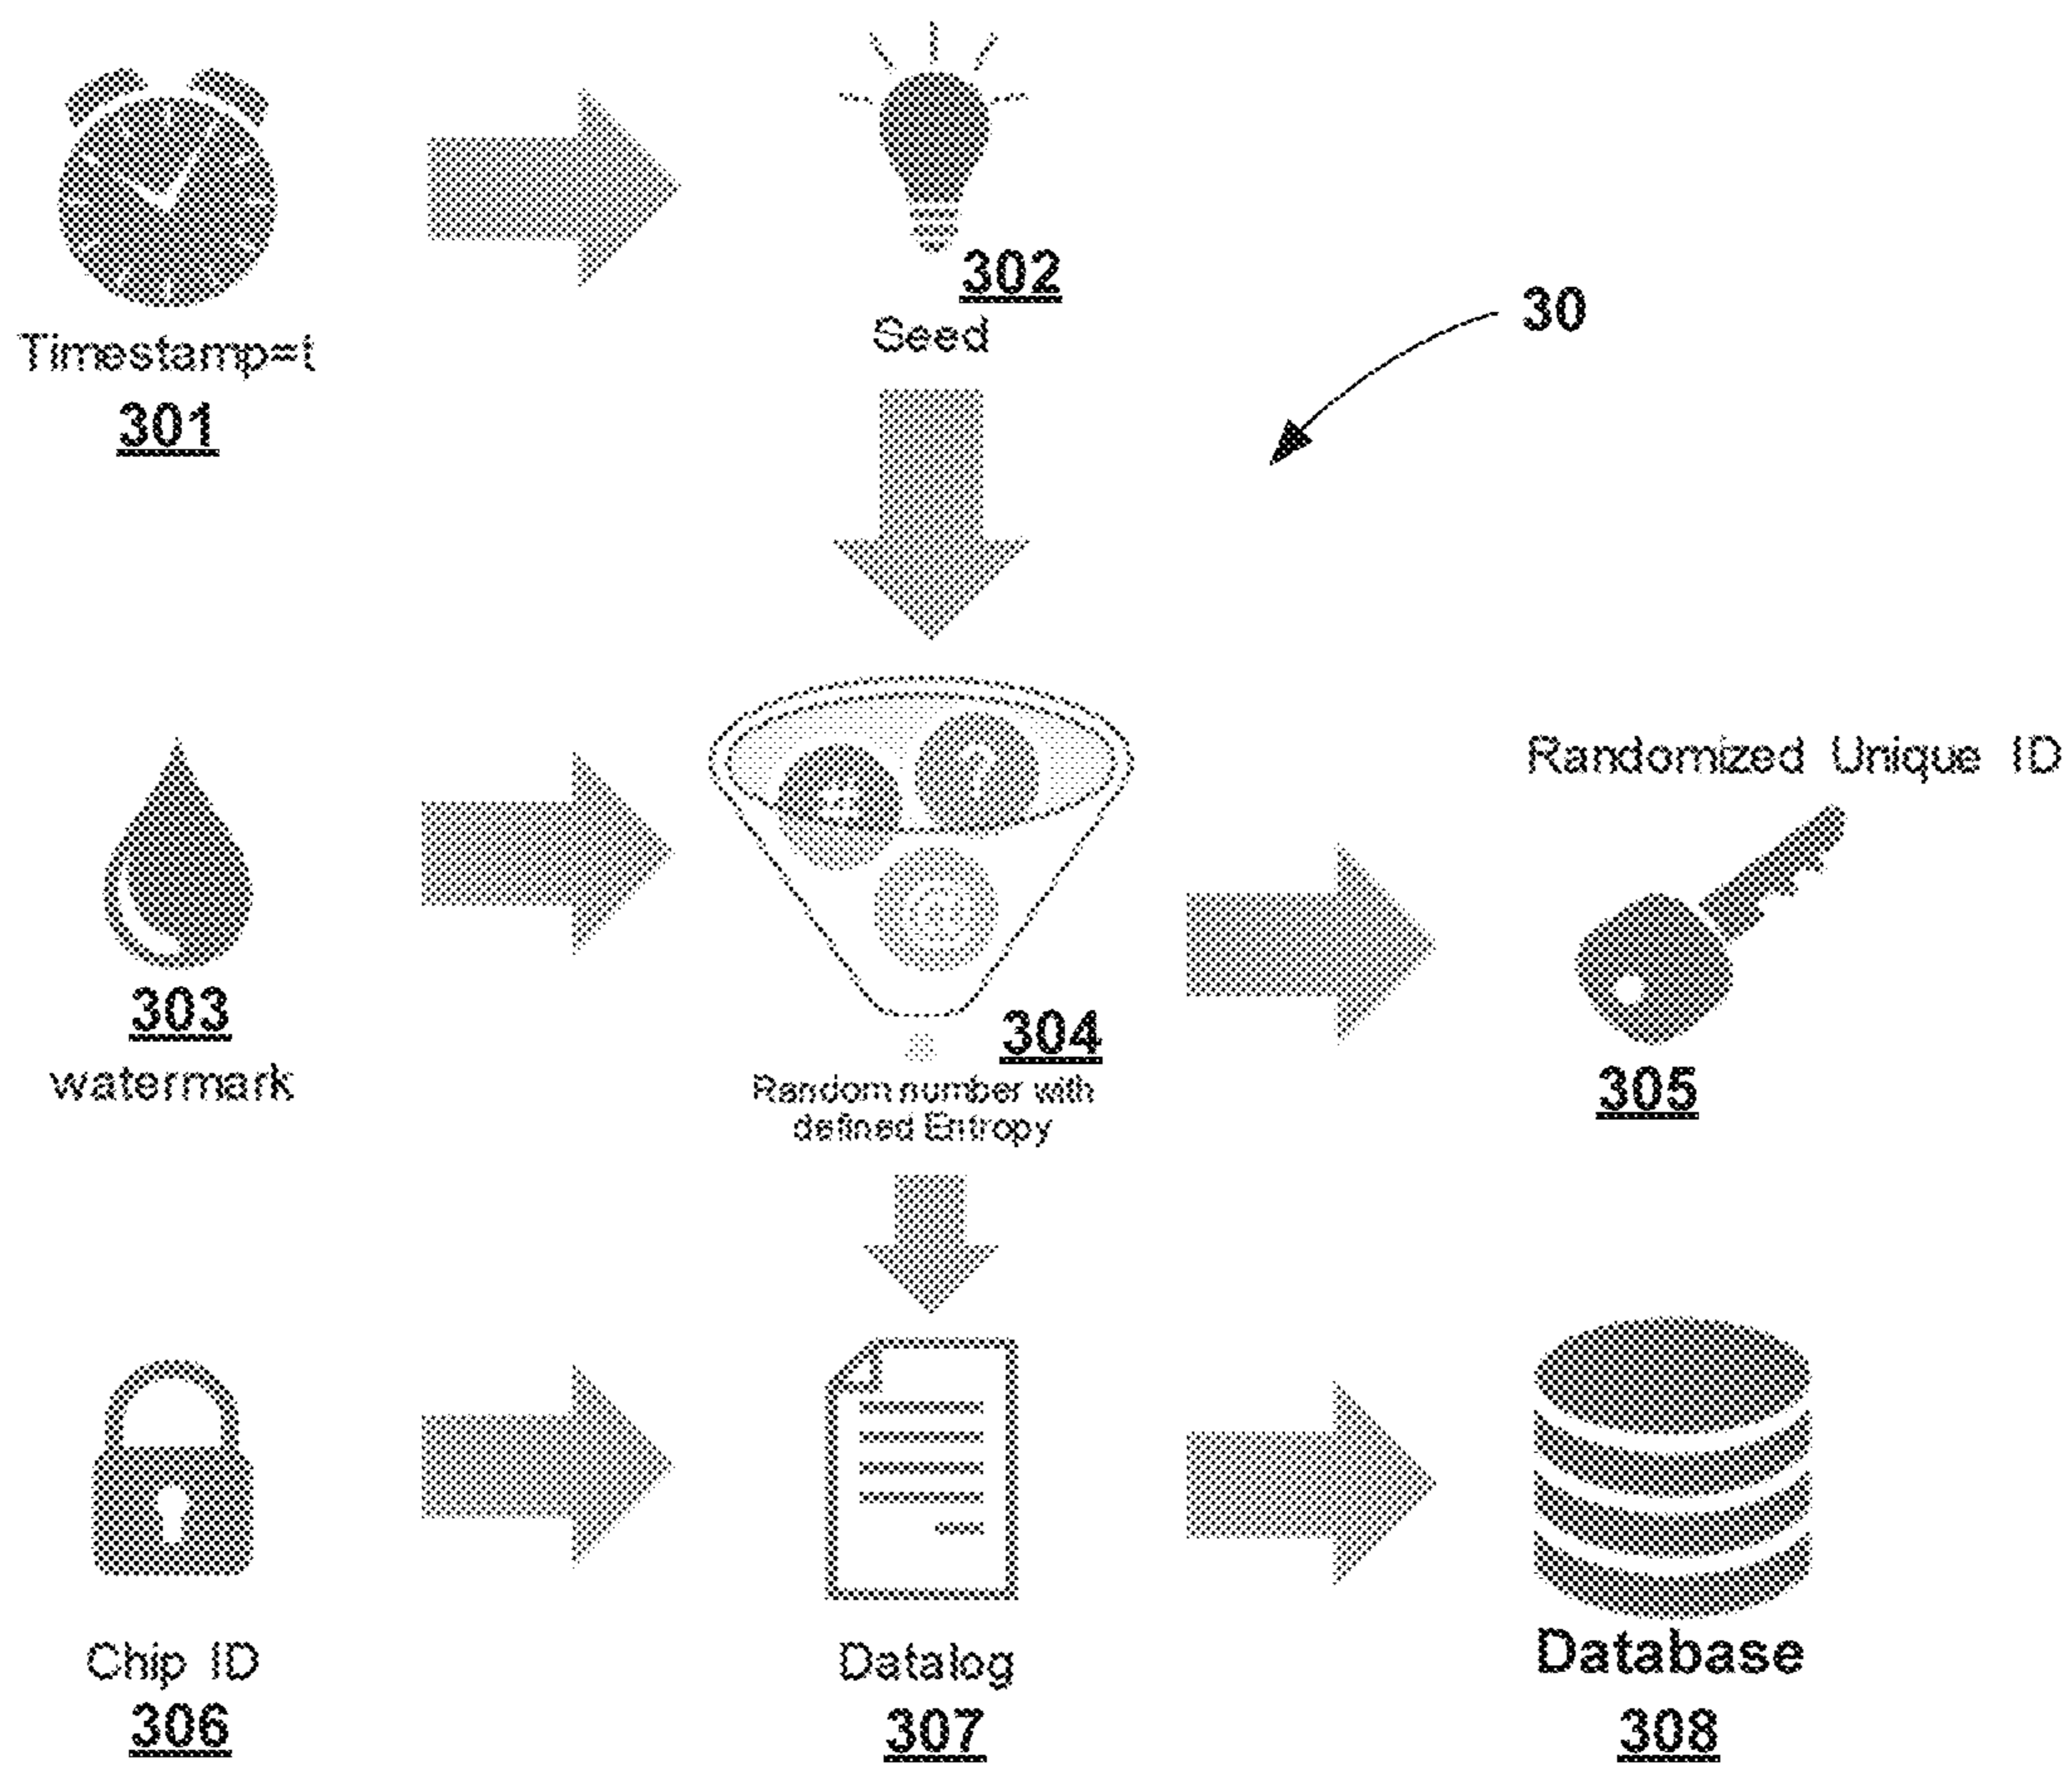 302
Seed
30
Timestamp=t
301
#
?
@
Randomized Unique ID
303
watermark
304
Random number with
defined Entropy
305
Chip ID
306
Datalog
307
Database
308